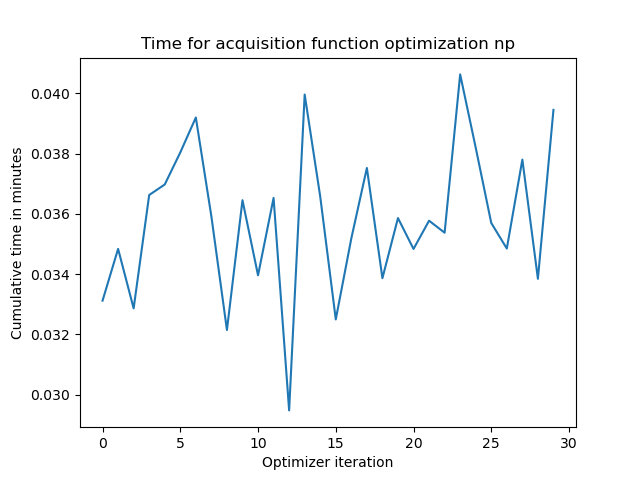 Time for acquisition function optimization np
Cumulative time in minutes
0.040
0.038
0.036
0.034
0.032
0.030
0 5 10 15 20 25 30
Optimizer iteration